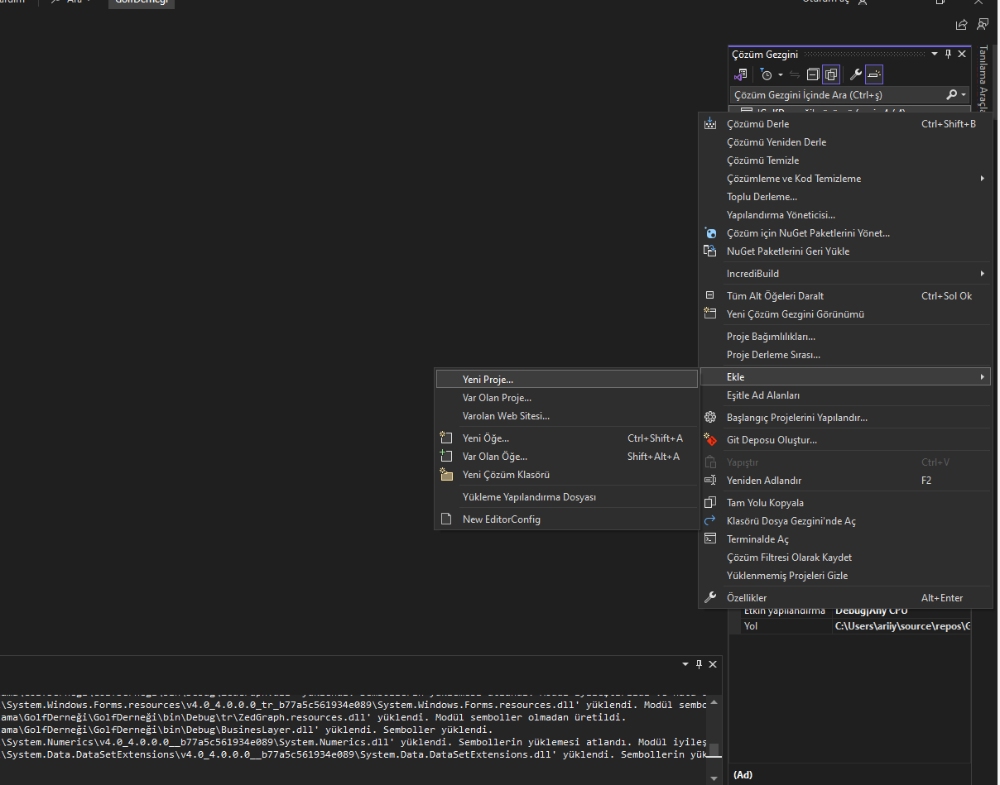 Ara
GolfDerneği
Oturum aç
Çözüm Gezgini
Çözüm Gezgini İçinde Ara (Ctrl+ş)
Tanılama Araçla
Çözümü Derle Ctrl+Shift+B
Çözümü Yeniden Derle
Çözümü Temizle
Çözümleme ve Kod Temizleme
Toplu Derleme...
Yapılandırma Yöneticisi...
Çözüm için NuGet Paketlerini Yönet...
NuGet Paketlerini Geri Yükle
IncrediBuild
Tüm Alt Öğeleri Daralt Ctrl+Sol Ok
Yeni Çözüm Gezgini Görünümü
Proje Bağımlılıkları...
Proje Derleme Sırası...
Ekle
Eşitle Ad Alanları
Başlangıç Projelerini Yapılandır...
Git Deposu Oluştur...
Yapıştır Ctrl+V
Yeniden Adlandır F2
Tam Yolu Kopyala
Klasörü Dosya Gezgini'nde Aç
Terminalde Aç
Çözüm Filtresi Olarak Kaydet
Yüklenmemiş Projeleri Gizle
Özellikler Alt+Enter
Yeni Proje...
Var Olan Proje...
Varolan Web Sitesi...
Yeni Öğe... Ctrl+Shift+A
Var Olan Öğe... Shift+Alt+A
Yeni Çözüm Klasörü
Yükleme Yapılandırma Dosyası
New EditorConfig
Etkin yapılandırma Debug|Any CPU
Yol C:\Users\ariiy\source\repos\G
\System.Windows.Forms.resources\v4.0_4.0.0.0_tr_b77a5c561934e089\System.Windows.Forms.resources.dll' yüklendi. Modül sembo
ama\GolfDerneği\GolfDerneği\bin\Debug\tr\ZedGraph.resources.dll' yüklendi. Modül semboller olmadan üretildi.
ama\GolfDerneği\GolfDerneği\bin\Debug\BusinesLayer.dll' yüklendi. Semboller yüklendi.
\System.Numerics\v4.0_4.0.0.0__b77a5c561934e089\System.Numerics.dll' yüklendi. Sembollerin yüklemesi atlandı. Modül iyileş
\System.Data.DataSetExtensions\v4.0_4.0.0.0__b77a5c561934e089\System.Data.DataSetExtensions.dll' yüklendi. Sembollerin yük
(Ad)